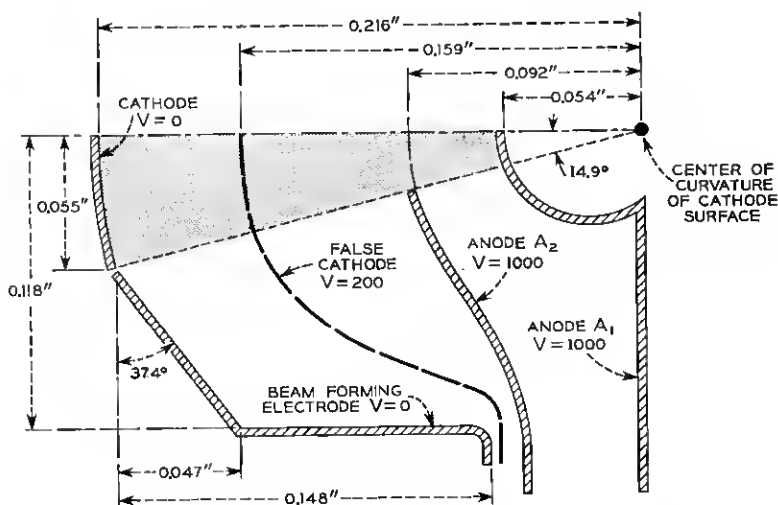 0.216"
0.159"
0.092"
0.054"
CATHODE
V=0
14.9°
CENTER OF
CURVATURE
OF CATHODE
SURFACE
0.055"
0.118"
FALSE
CATHODE
V=200
ANODE A2
V=1000
ANODE A1
V=1000
37.4°
BEAM FORMING
ELECTRODE V=0
0.047"
0.148"